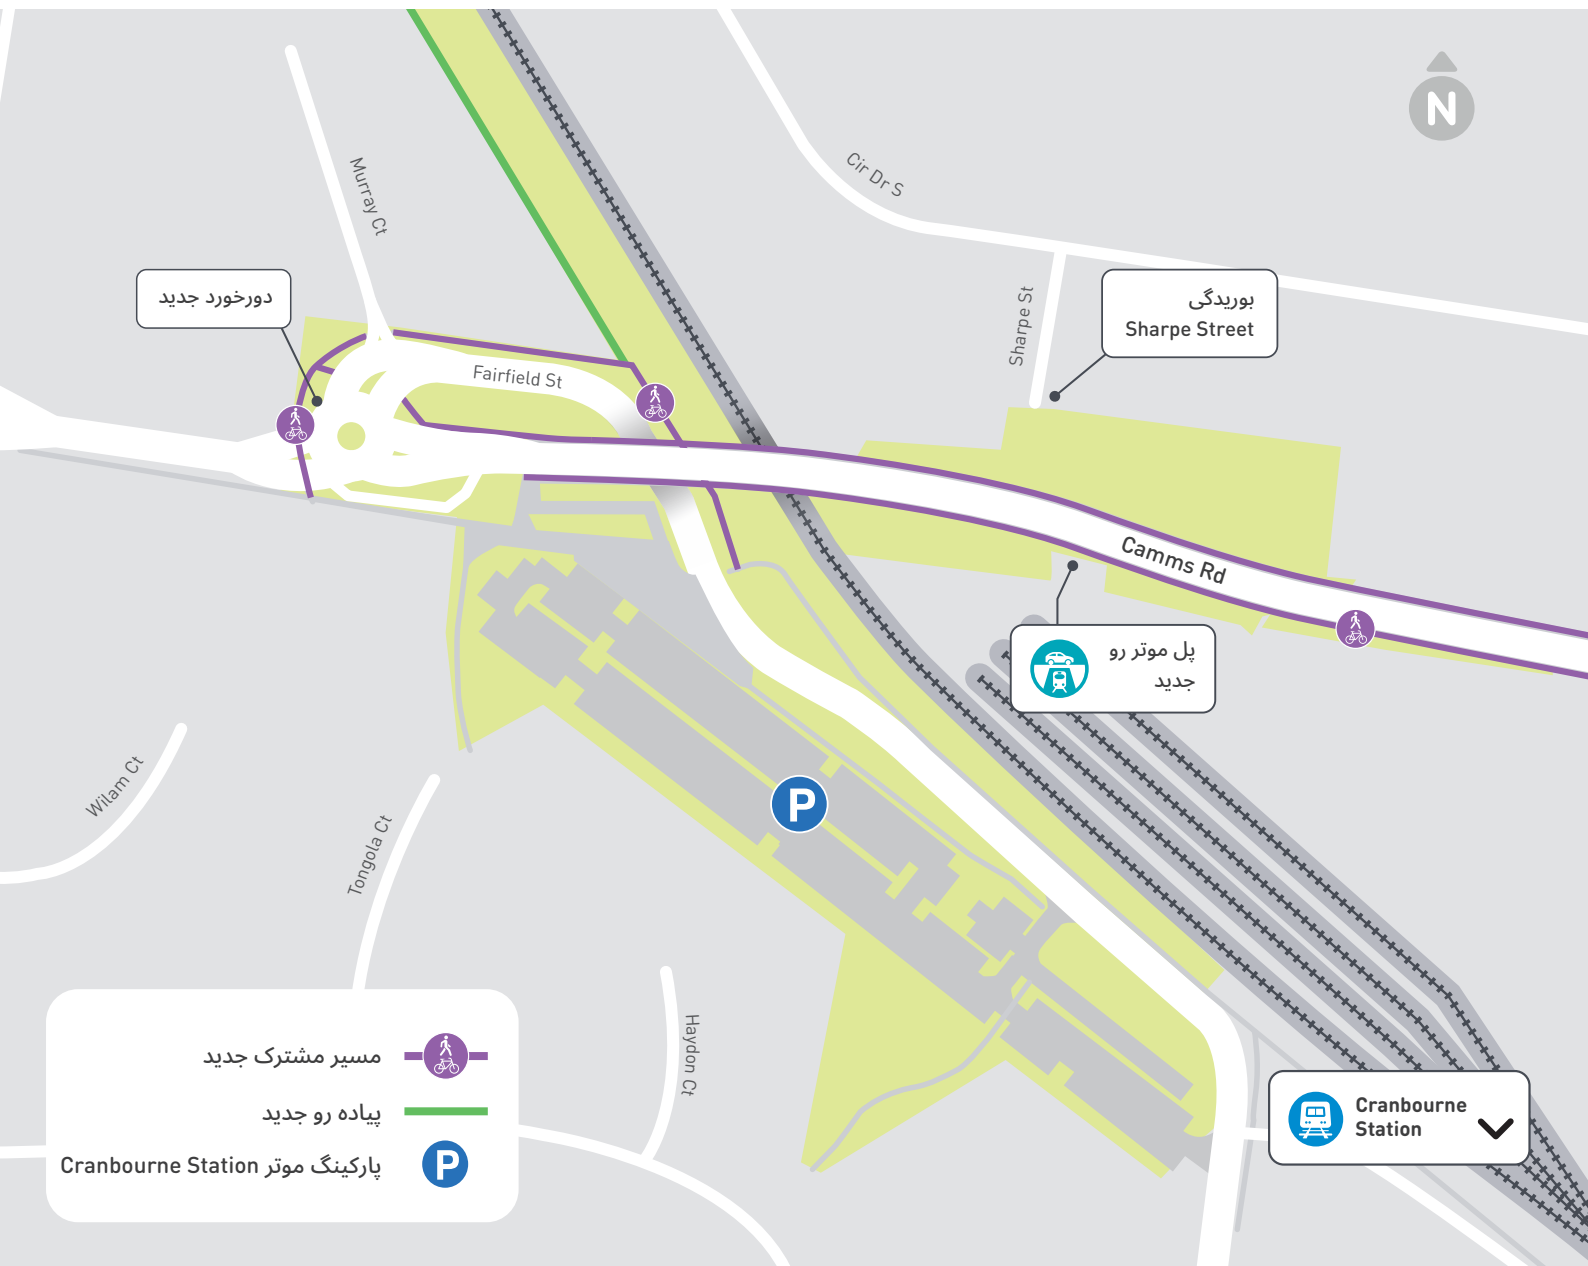 N
Cir Dr S
Murray Ct
دورخورد جدید
Sharpe St
بوریدگی
Sharpe Street
Fairfield St
Camms Rd
پل موتر رو
جدید
Wilam Ct
Tongola Ct
P
Haydon Ct
مسیر مشترک جدید
پیاده رو جدید
پارکینگ موتر Cranbourne Station
P
Cranbourne
Station